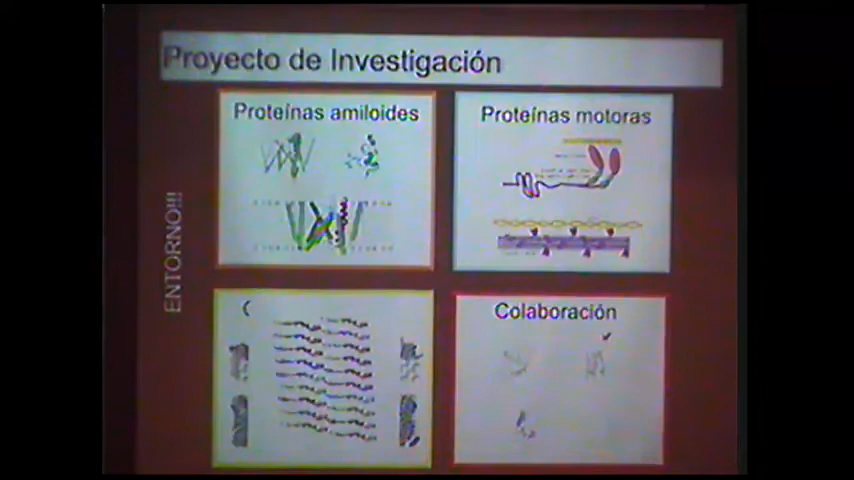 Proyecto de Investigación
Proteínas amiloides
Proteínas motoras
ENTORNO!!!
Colaboración